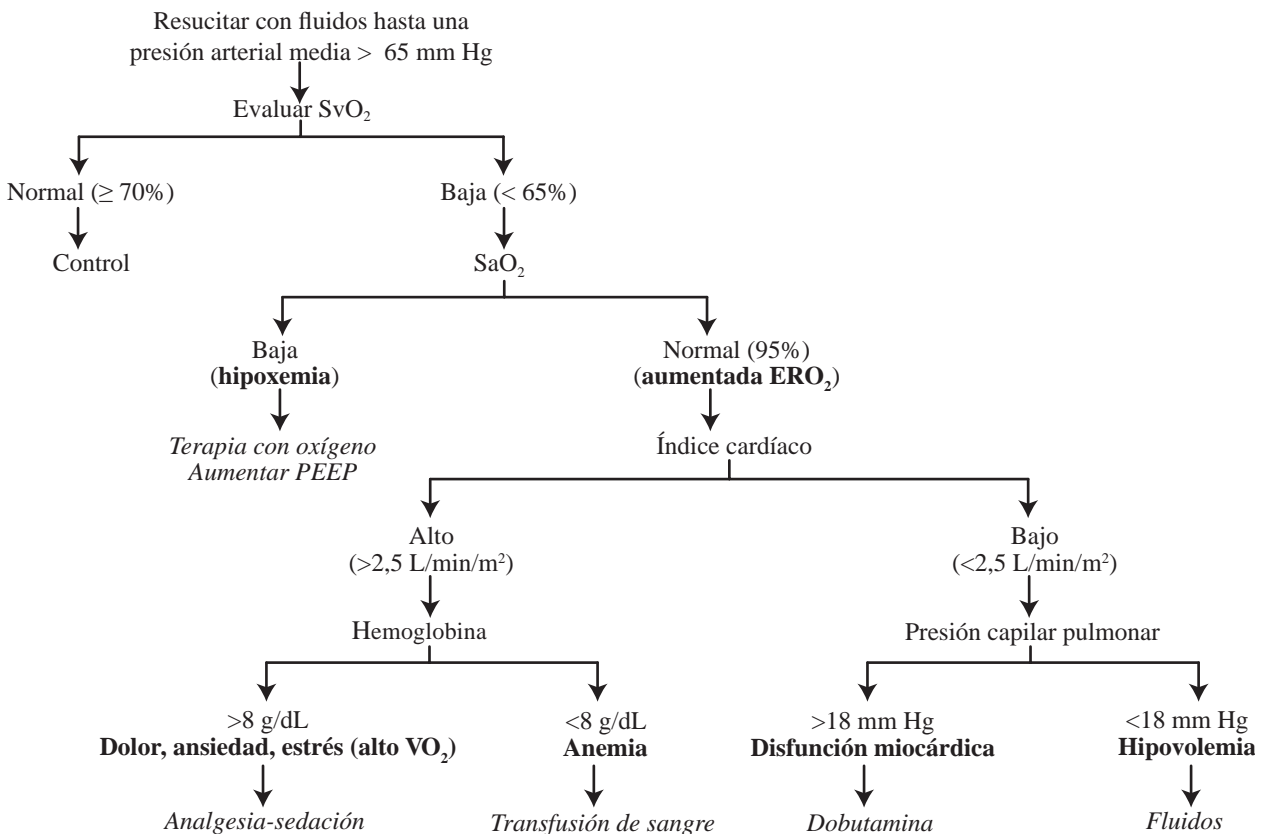 Resucitar con fluidos hasta una
presión arterial media > 65 mm Hg
Evaluar SvO₂
Normal (≥ 70%)
Baja (< 65%)
Control
SaO₂
Baja
(hipoxemia)
Normal (95%)
(aumentada ERO₂)
Terapia con oxígeno
Aumentar PEEP
Índice cardíaco
Alto
(>2,5 L/min/m²)
Bajo
(<2,5 L/min/m²)
Hemoglobina
Presión capilar pulmonar
>8 g/dL
Dolor, ansiedad, estrés (alto VO₂)
<8 g/dL
Anemia
>18 mm Hg
Disfunción miocárdica
<18 mm Hg
Hipovolemia
Analgesia-sedación
Transfusión de sangre
Dobutamina
Fluidos